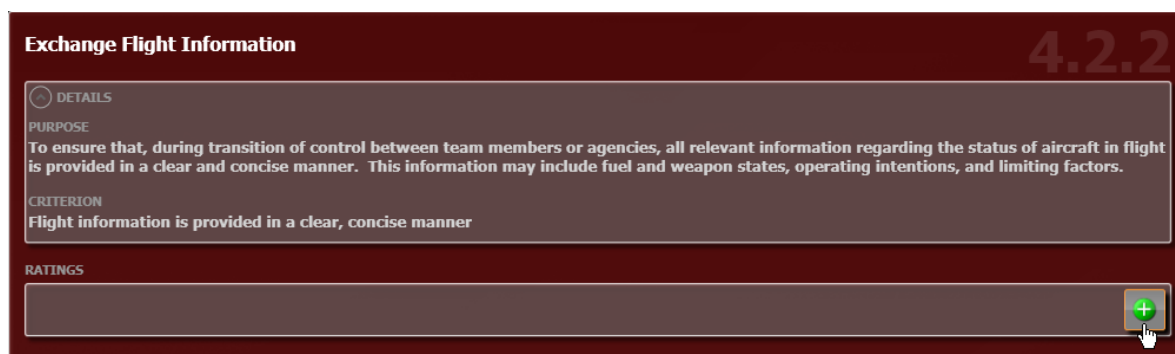 Exchange Flight Information
4.2.2
DETAILS
PURPOSE
To ensure that, during transition of control between team members or agencies, all relevant information regarding the status of aircraft in flight
is provided in a clear and concise manner.  This information may include fuel and weapon states, operating intentions, and limiting factors.
CRITERION
Flight information is provided in a clear, concise manner
RATINGS